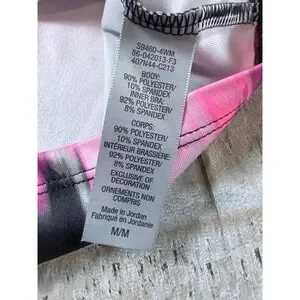 S9460-4WM
86-042013-F3
407N44-C213
BODY:
90% POLYESTER/
10% SPANDEX
INNER BRA:
92% POLYESTER/
8% SPANDEX
CORPS:
90% POLYESTER/
10% SPANDEX
INTÉRIEUR BRASSIÈRE:
92% POLYESTER/
8% SPANDEX
EXCLUSIVE OF
DECORATION
ORNEMENTS NON
COMPRIS
Made in Jordan
Fabriqué en Jordanie
M/M